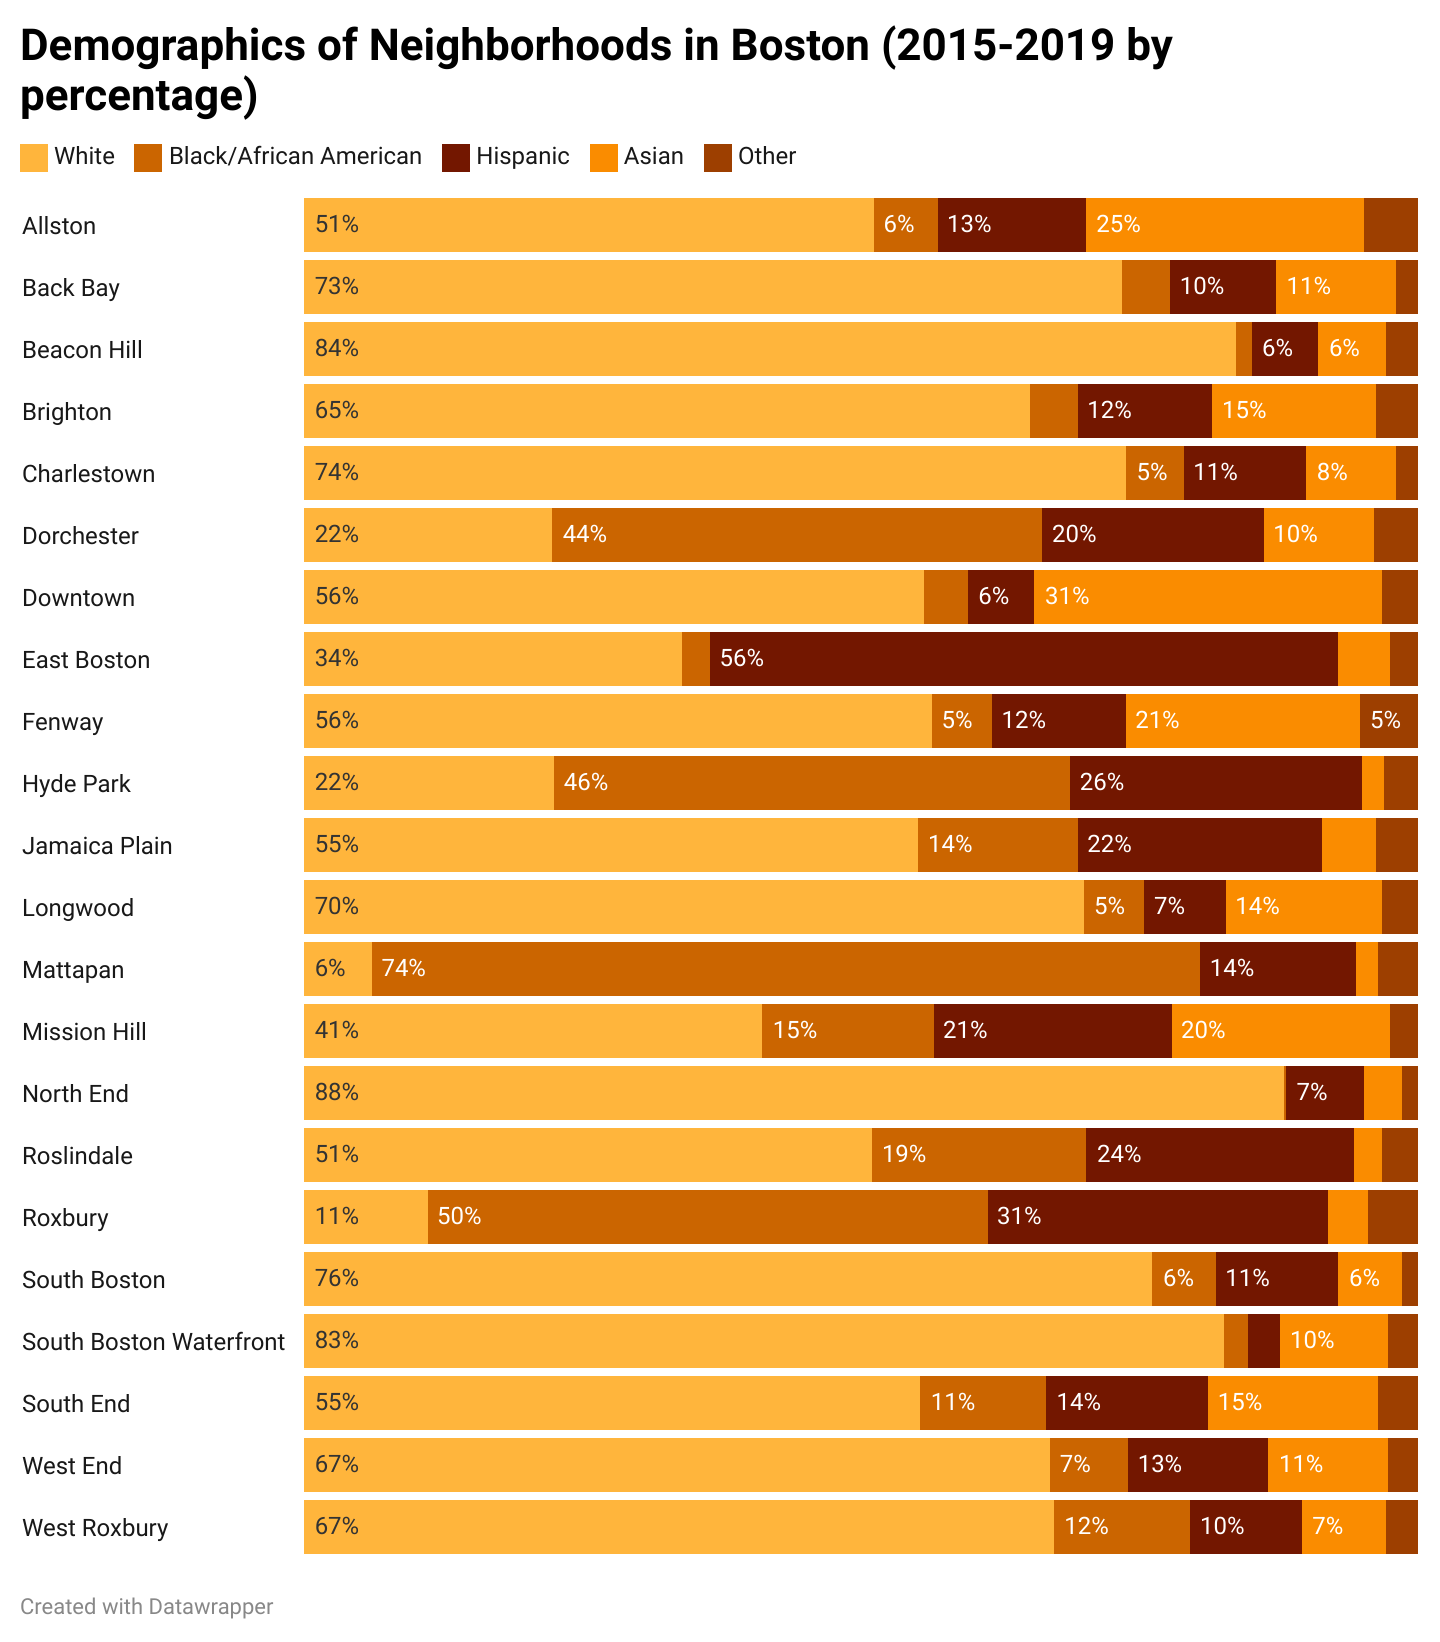 Demographics of Neighborhoods in Boston (2015-2019 by
percentage)
White Black/African American Hispanic Asian Other
Allston 51% 6% 13% 25%
Back Bay 73% 10% 11%
Beacon Hill 84% 6% 6%
Brighton 65% 12% 15%
Charlestown 74% 5% 11% 8%
Dorchester 22% 44% 20% 10%
Downtown 56% 6% 31%
East Boston 34% 56%
Fenway 56% 5% 12% 21% 5%
Hyde Park 22% 46% 26%
Jamaica Plain 55% 14% 22%
Longwood 70% 5% 7% 14%
Mattapan 6% 74% 14%
Mission Hill 41% 15% 21% 20%
North End 88% 7%
Roslindale 51% 19% 24%
Roxbury 11% 50% 31%
South Boston 76% 6% 11% 6%
South Boston Waterfront 83% 10%
South End 55% 11% 14% 15%
West End 67% 7% 13% 11%
West Roxbury 67% 12% 10% 7%
Created with Datawrapper